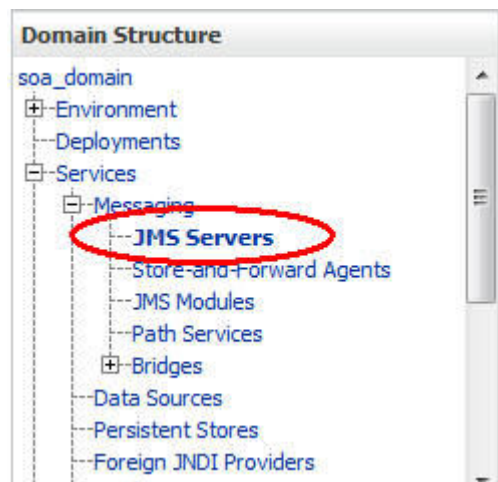 Domain Structure
soa_domain
Environment
Deployments
Services
Messaging
JMS Servers
Store-and-Forward Agents
JMS Modules
Path Services
Bridges
Data Sources
Persistent Stores
Foreign JNDI Providers